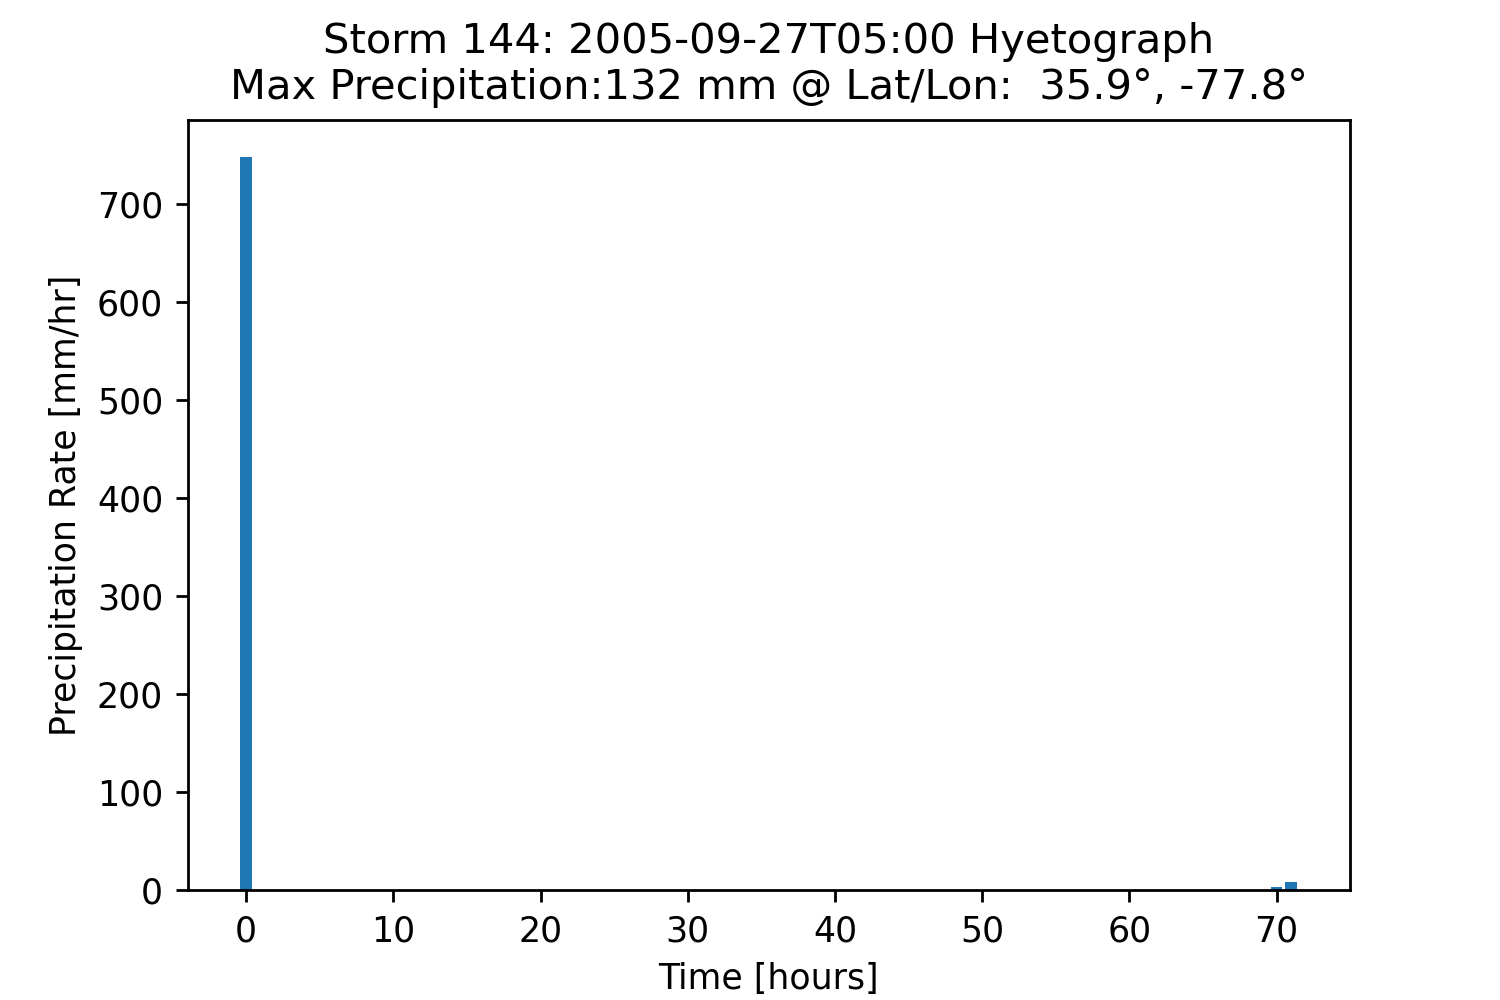 Storm 144: 2005-09-27T05:00 Hyetograph
Max Precipitation:132 mm @ Lat/Lon:  35.9°, -77.8°
Precipitation Rate [mm/hr]
700
600
500
400
300
200
100
0
0 10 20 30 40 50 60 70
Time [hours]